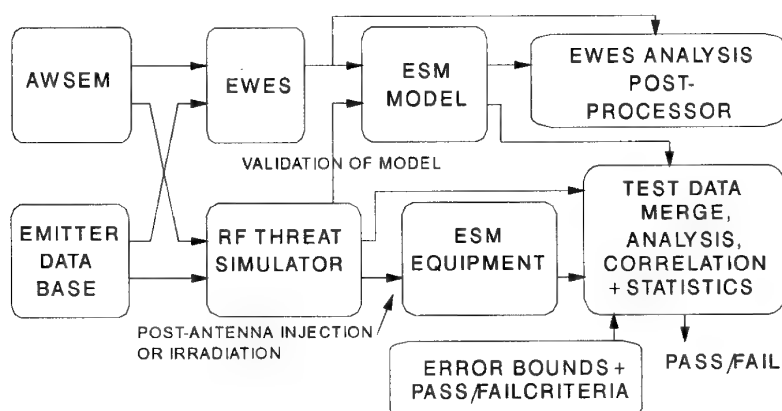 AWSEM
EWES
ESM
MODEL
EWES ANALYSIS
POST-
PROCESSOR
VALIDATION OF MODEL
EMITTER
DATA
BASE
RF THREAT
SIMULATOR
ESM
EQUIPMENT
TEST DATA
MERGE,
ANALYSIS,
CORRELATION
+ STATISTICS
POST-ANTENNA INJECTION
OR IRRADIATION
ERROR BOUNDS +
PASS/FAILCRITERIA
PASS/FAIL